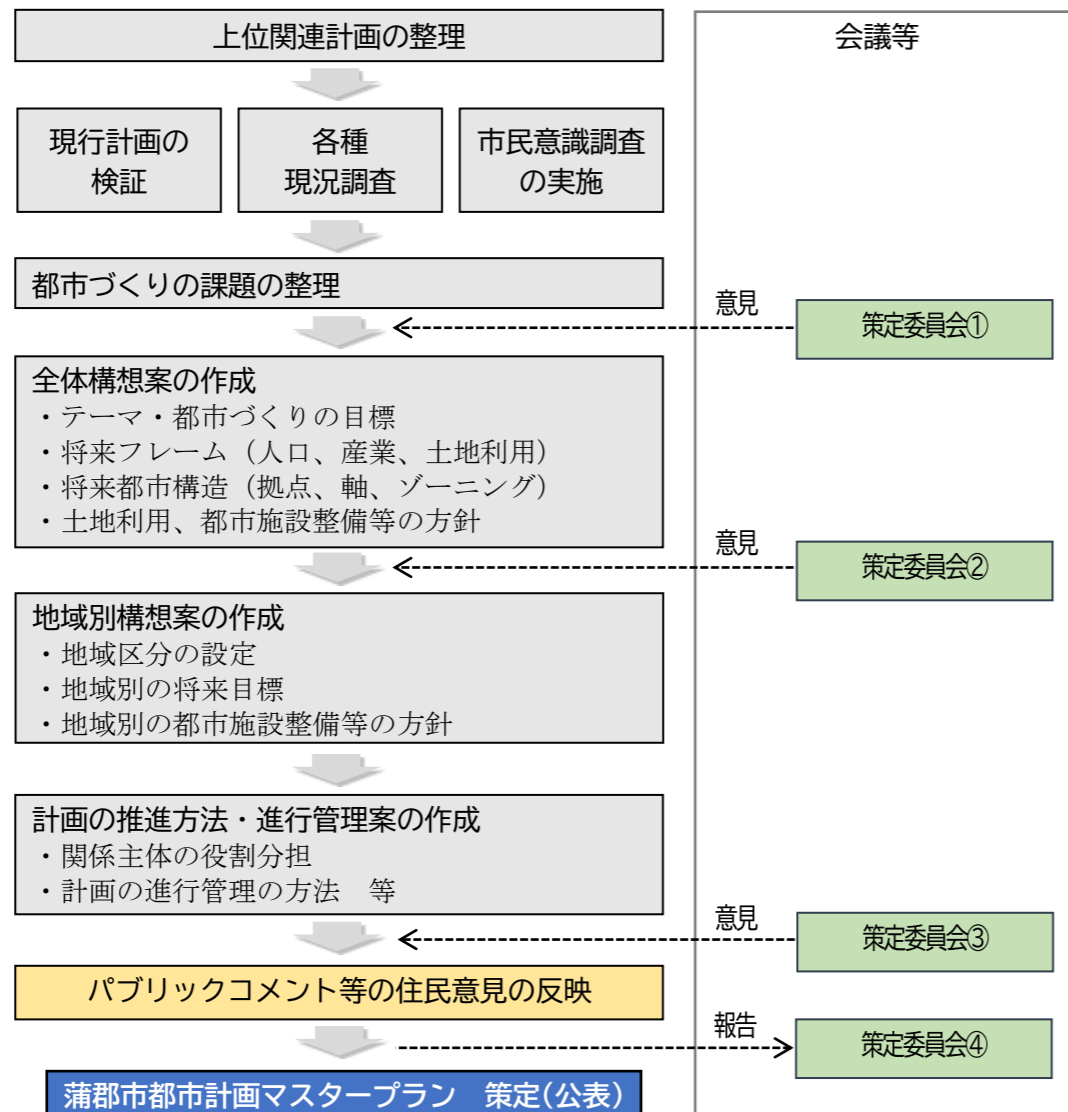 上位関連計画の整理
会議等
現行計画の
検証
各種
現況調査
市民意識調査
の実施
都市づくりの課題の整理
意見
策定委員会①
全体構想案の作成
・テーマ・都市づくりの目標
・将来フレーム（人口、産業、土地利用）
・将来都市構造（拠点、軸、ゾーニング）
・土地利用、都市施設整備等の方針
意見
策定委員会②
地域別構想案の作成
・地域区分の設定
・地域別の将来目標
・地域別の都市施設整備等の方針
計画の推進方法・進行管理案の作成
・関係主体の役割分担
・計画の進行管理の方法　等
意見
策定委員会③
パブリックコメント等の住民意見の反映
報告
策定委員会④
蒲郡市都市計画マスタープラン　策定(公表)